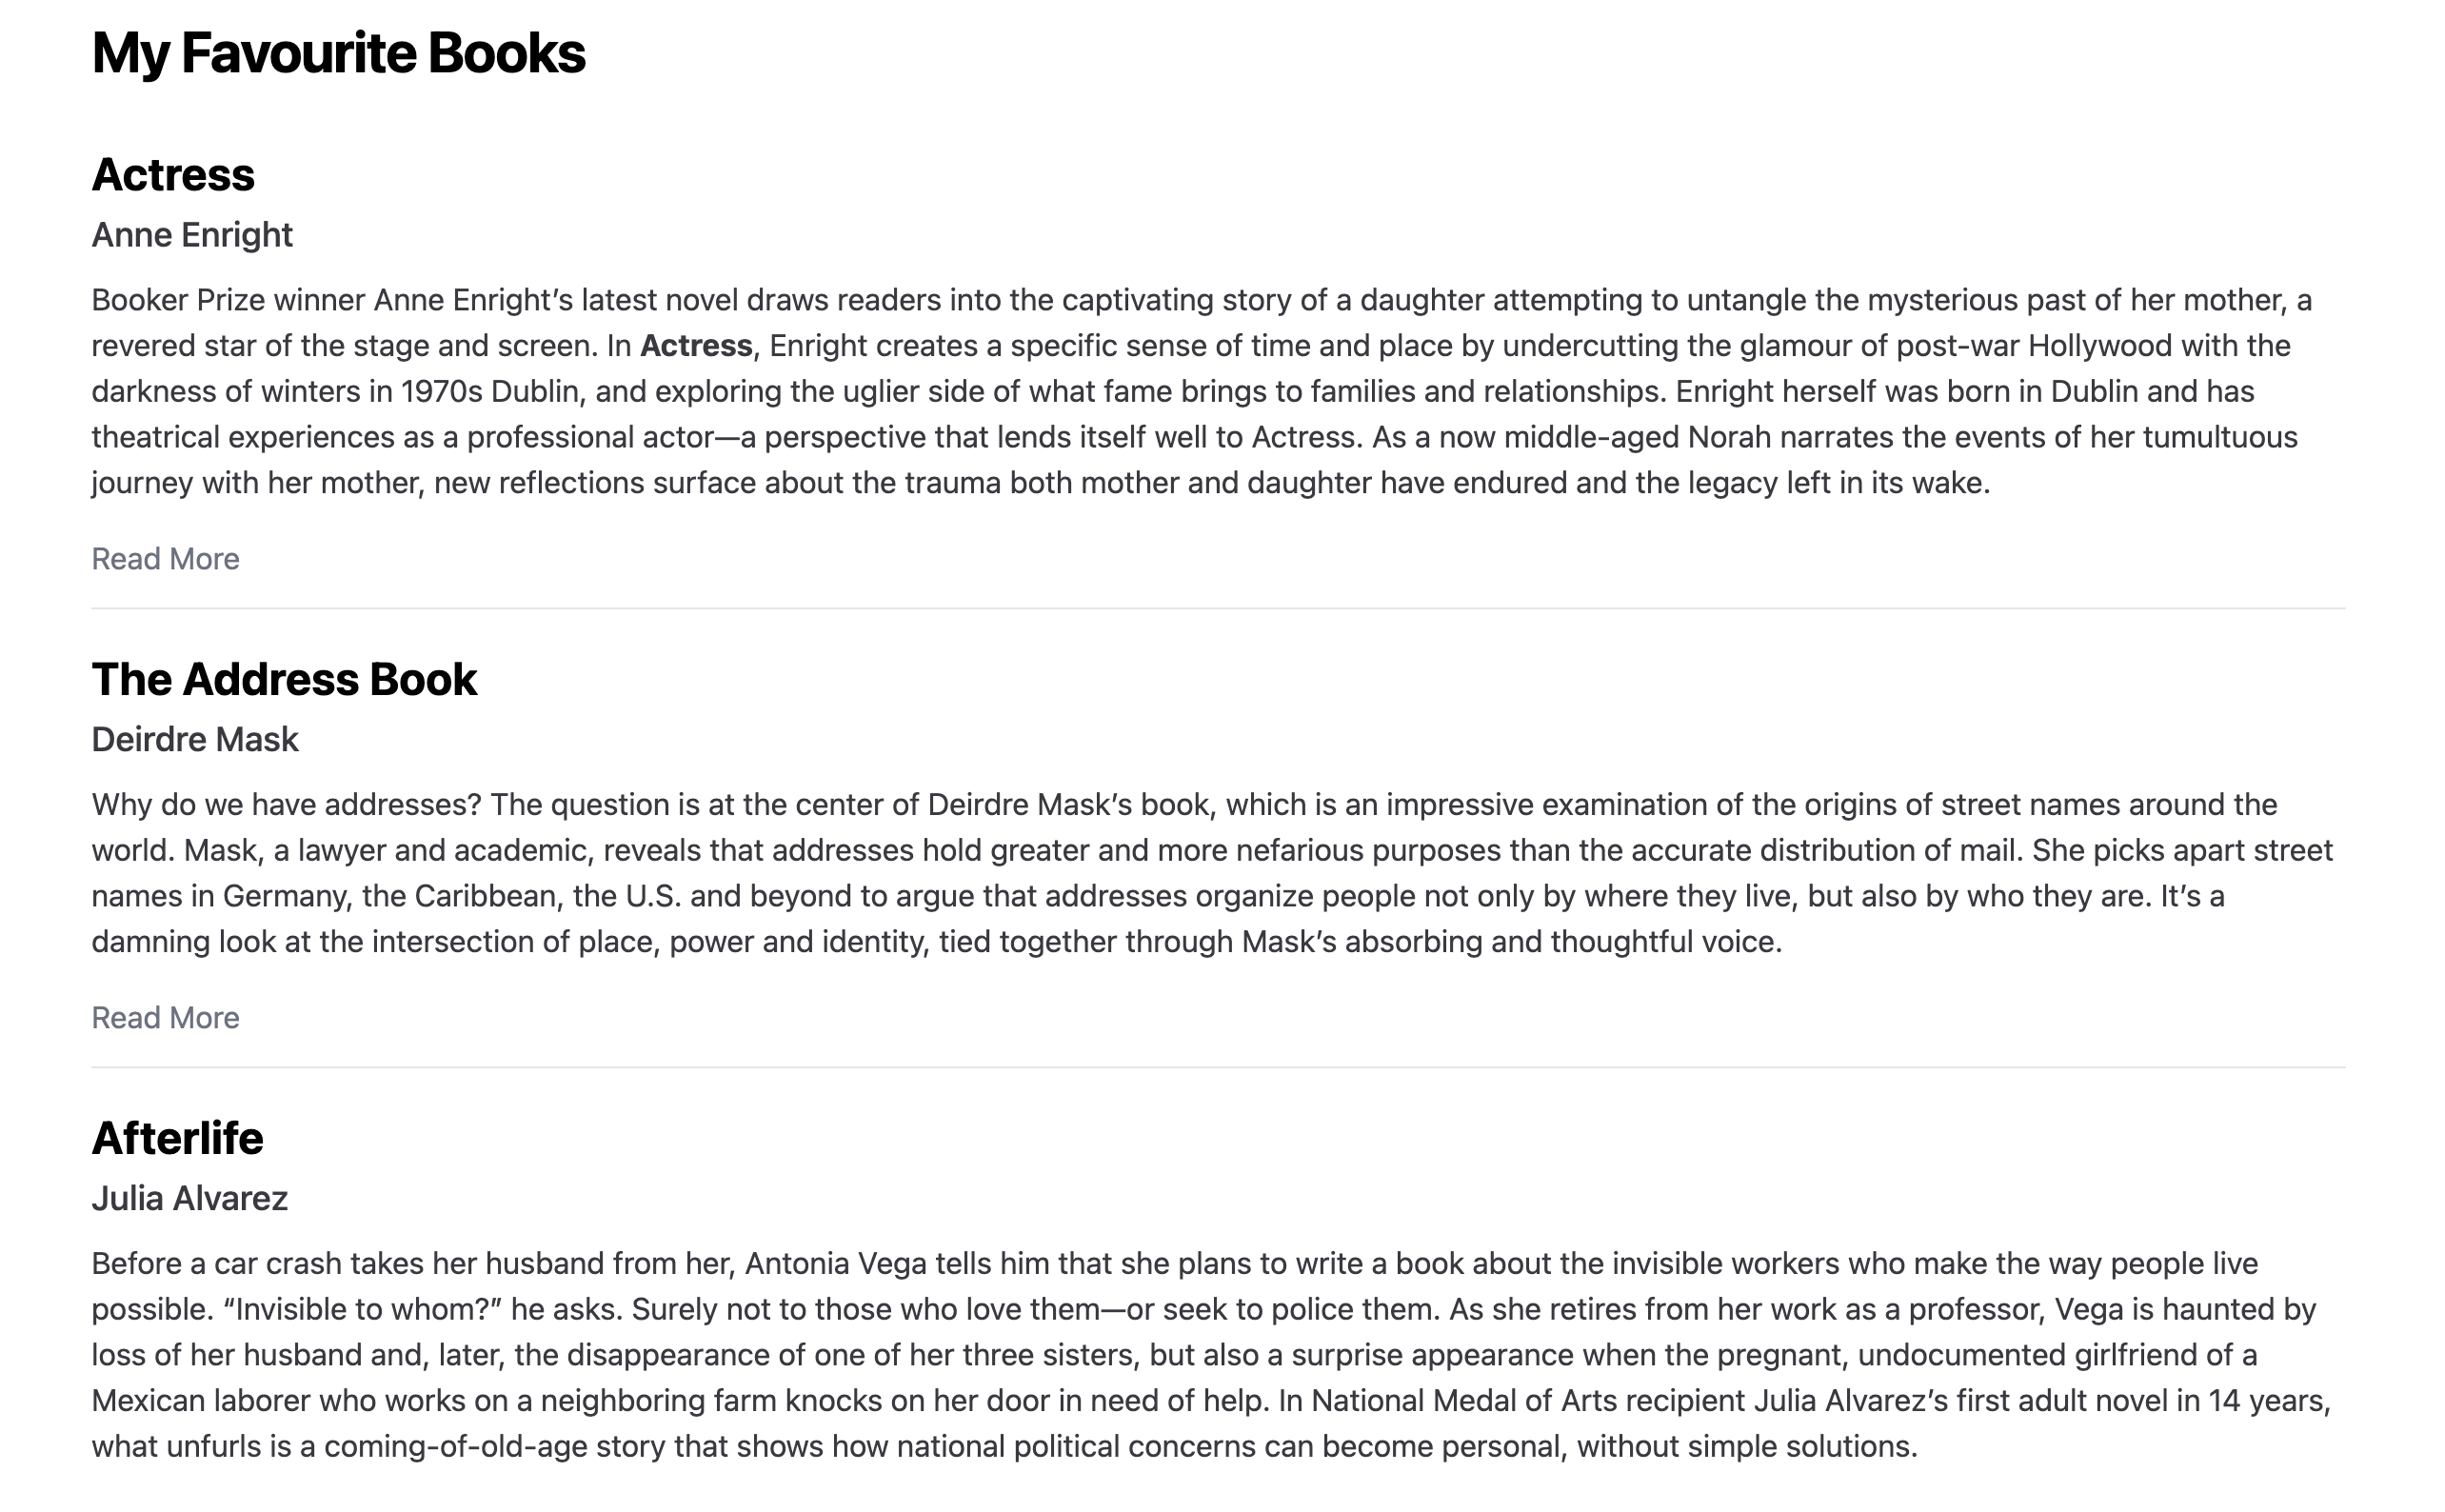 My Favourite Books
Actress
Anne Enright
Booker Prize winner Anne Enright’s latest novel draws readers into the captivating story of a daughter attempting to untangle the mysterious past of her mother, a
revered star of the stage and screen. In Actress, Enright creates a specific sense of time and place by undercutting the glamour of post-war Hollywood with the
darkness of winters in 1970s Dublin, and exploring the uglier side of what fame brings to families and relationships. Enright herself was born in Dublin and has
theatrical experiences as a professional actor—a perspective that lends itself well to Actress. As a now middle-aged Norah narrates the events of her tumultuous
journey with her mother, new reflections surface about the trauma both mother and daughter have endured and the legacy left in its wake.
Read More
The Address Book
Deirdre Mask
Why do we have addresses? The question is at the center of Deirdre Mask’s book, which is an impressive examination of the origins of street names around the
world. Mask, a lawyer and academic, reveals that addresses hold greater and more nefarious purposes than the accurate distribution of mail. She picks apart street
names in Germany, the Caribbean, the U.S. and beyond to argue that addresses organize people not only by where they live, but also by who they are. It’s a
damning look at the intersection of place, power and identity, tied together through Mask’s absorbing and thoughtful voice.
Read More
Afterlife
Julia Alvarez
Before a car crash takes her husband from her, Antonia Vega tells him that she plans to write a book about the invisible workers who make the way people live
possible. “Invisible to whom?” he asks. Surely not to those who love them—or seek to police them. As she retires from her work as a professor, Vega is haunted by
loss of her husband and, later, the disappearance of one of her three sisters, but also a surprise appearance when the pregnant, undocumented girlfriend of a
Mexican laborer who works on a neighboring farm knocks on her door in need of help. In National Medal of Arts recipient Julia Alvarez’s first adult novel in 14 years,
what unfurls is a coming-of-old-age story that shows how national political concerns can become personal, without simple solutions.